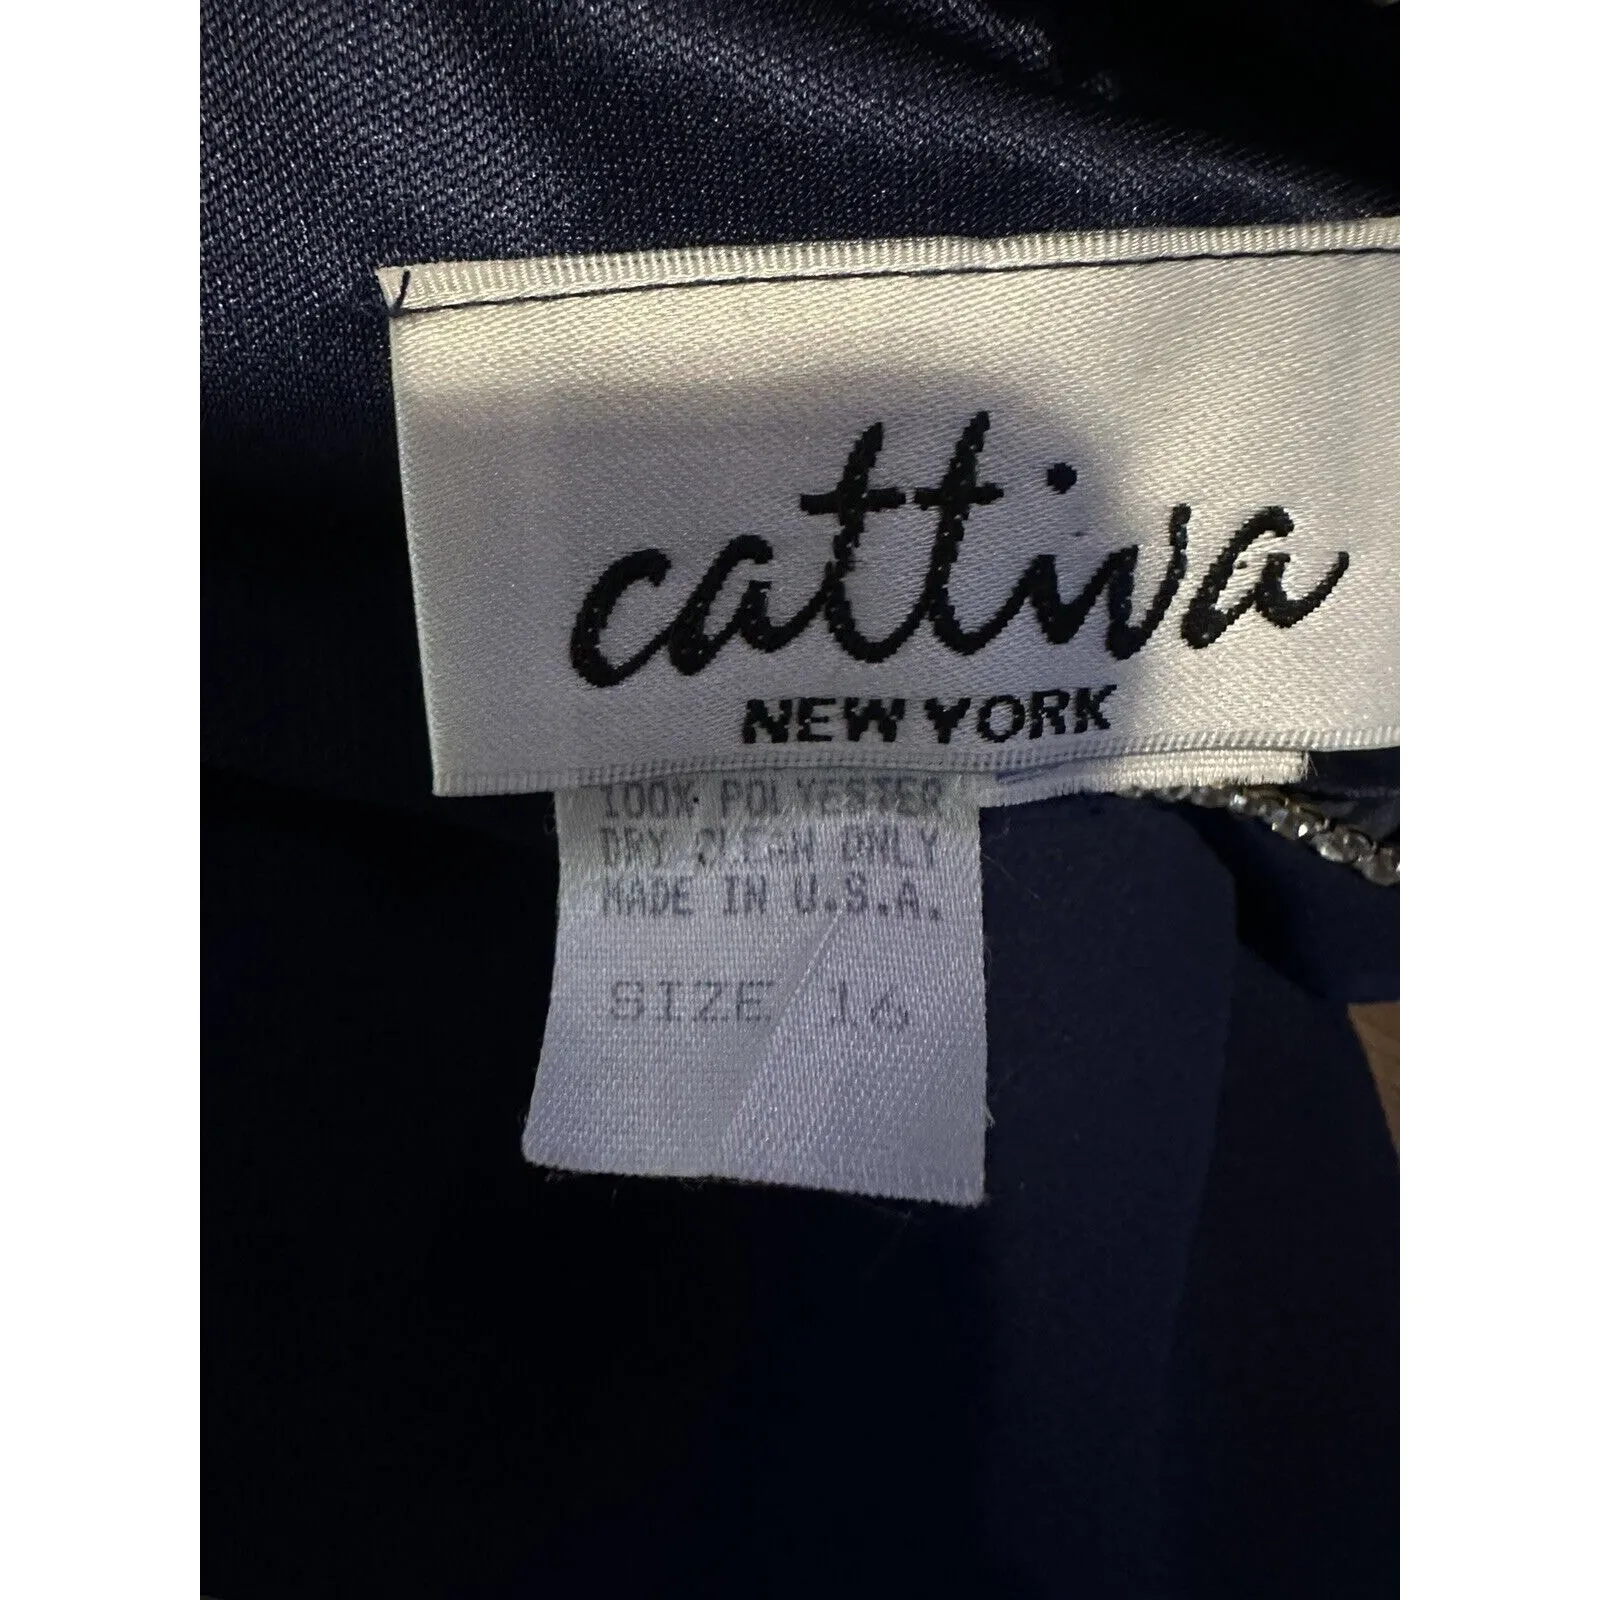 cattiva
NEW YORK
100% POLYESTER
DRY CLEAN ONLY
MADE IN U.S.A.
SIZE 16